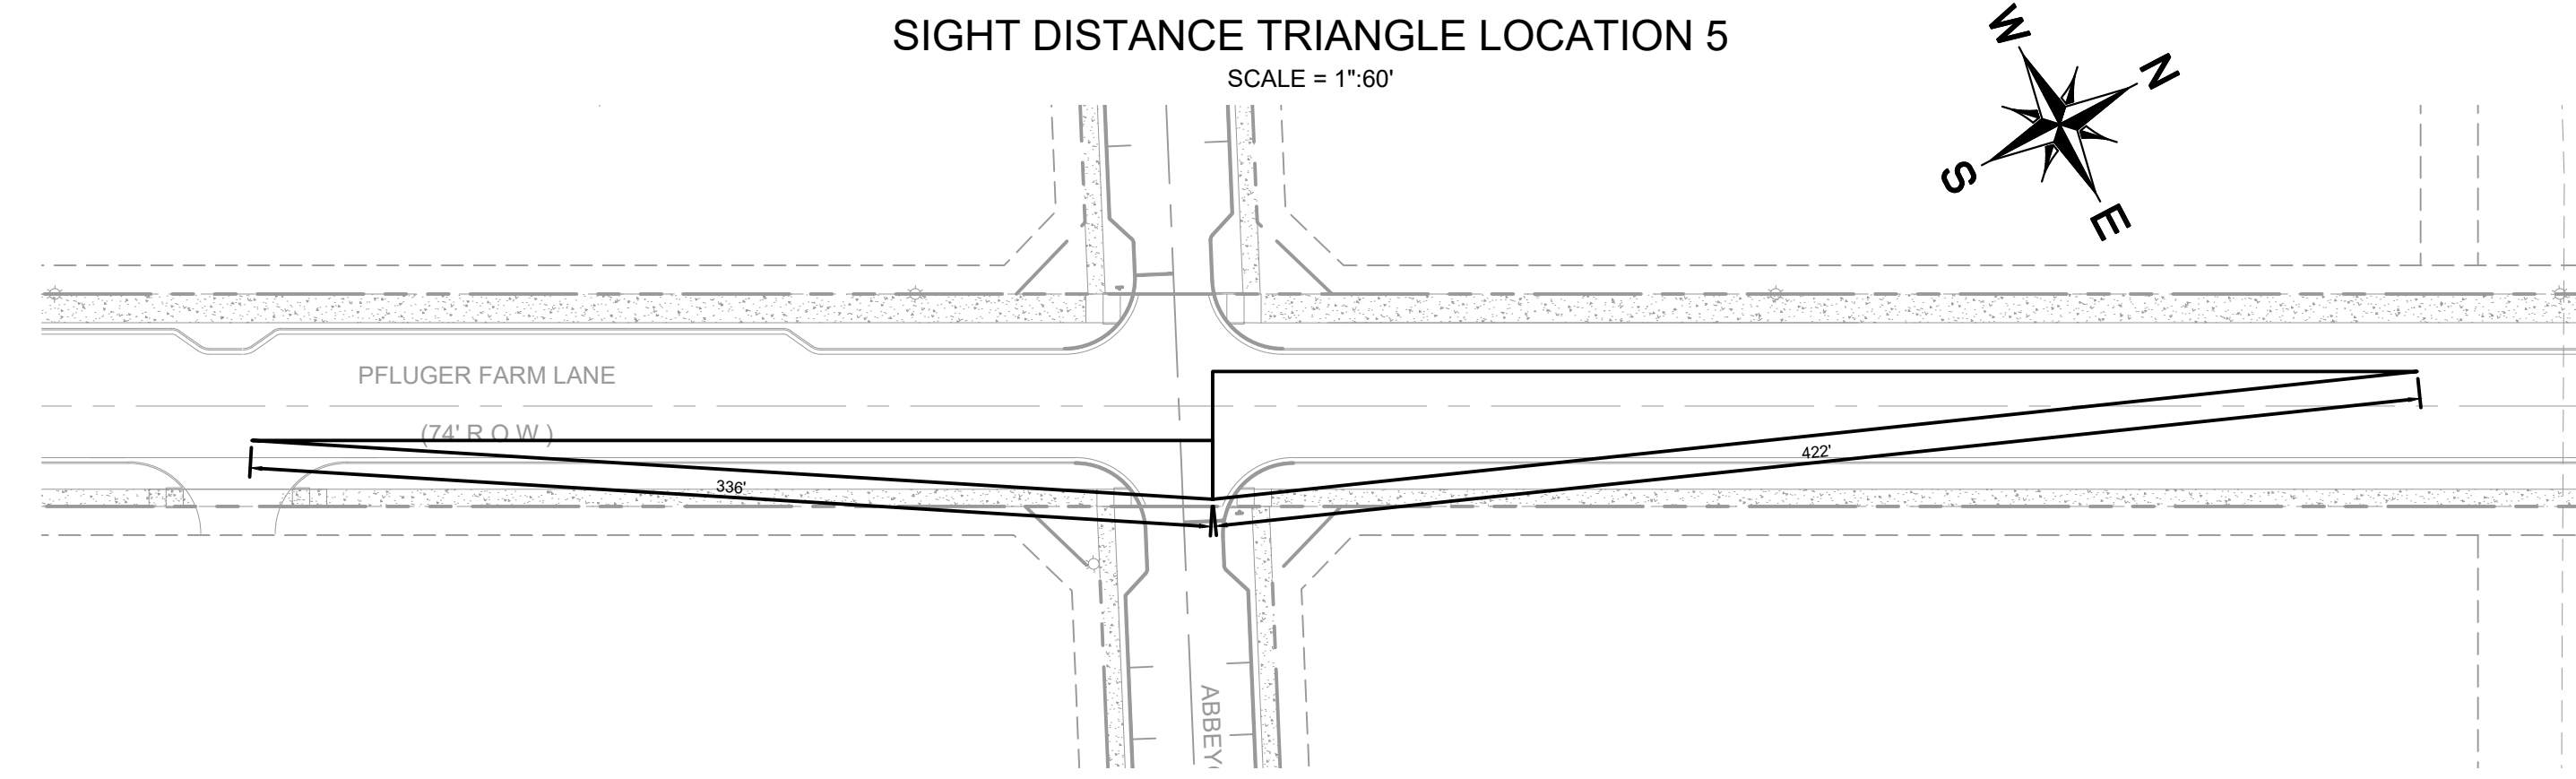 SIGHT DISTANCE TRIANGLE LOCATION 5
SCALE = 1":60'
W
N
S
E
PFLUGER FARM LANE
(74' R.O.W.)
422'
336'
ABBEY